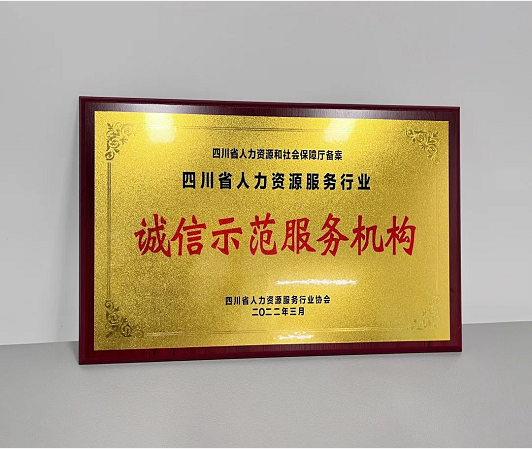 四川省人力资源和社会保障厅备案
四川省人力资源服务行业
诚信示范服务机构
四川省人力资源服务行业协会
二〇二二年三月